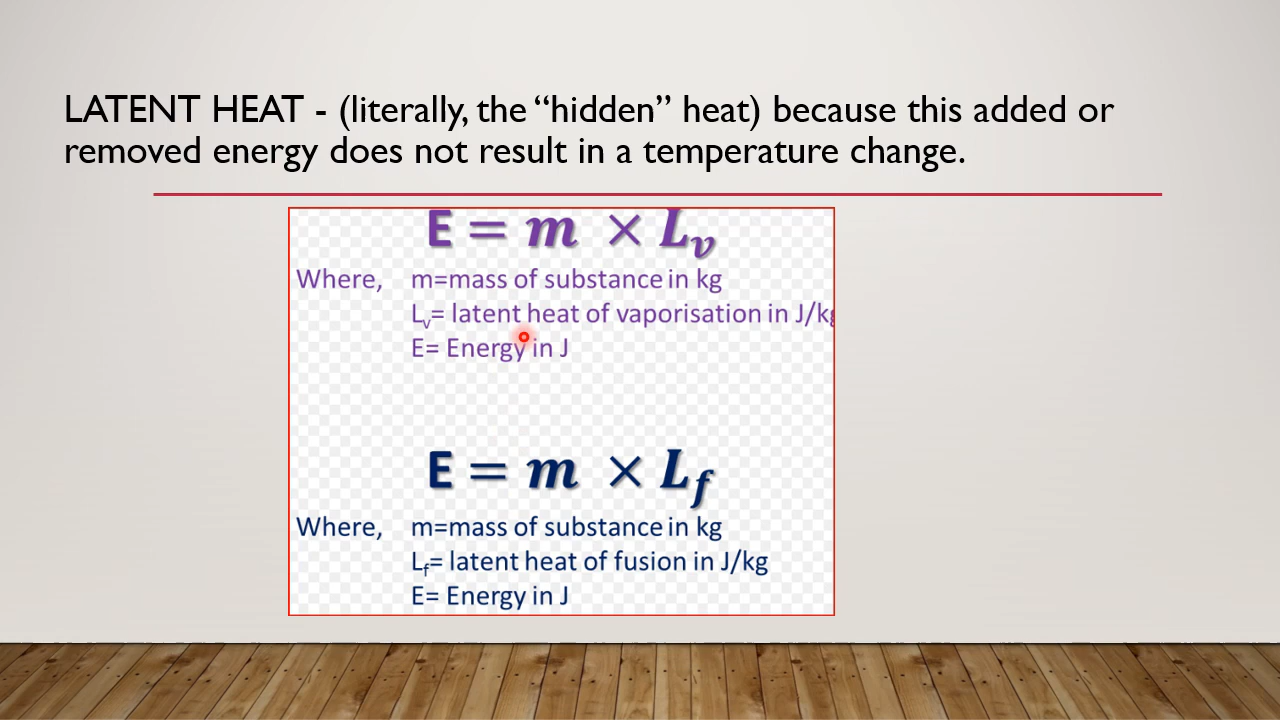 LATENT HEAT - (literally, the “hidden” heat) because this added or
removed energy does not result in a temperature change.
E = m × Lᵥ
Where, m=mass of substance in kg
Lᵥ= latent heat of vaporisation in J/kg
E= Energy in J
E = m × L_f
Where, m=mass of substance in kg
L_f= latent heat of fusion in J/kg
E= Energy in J